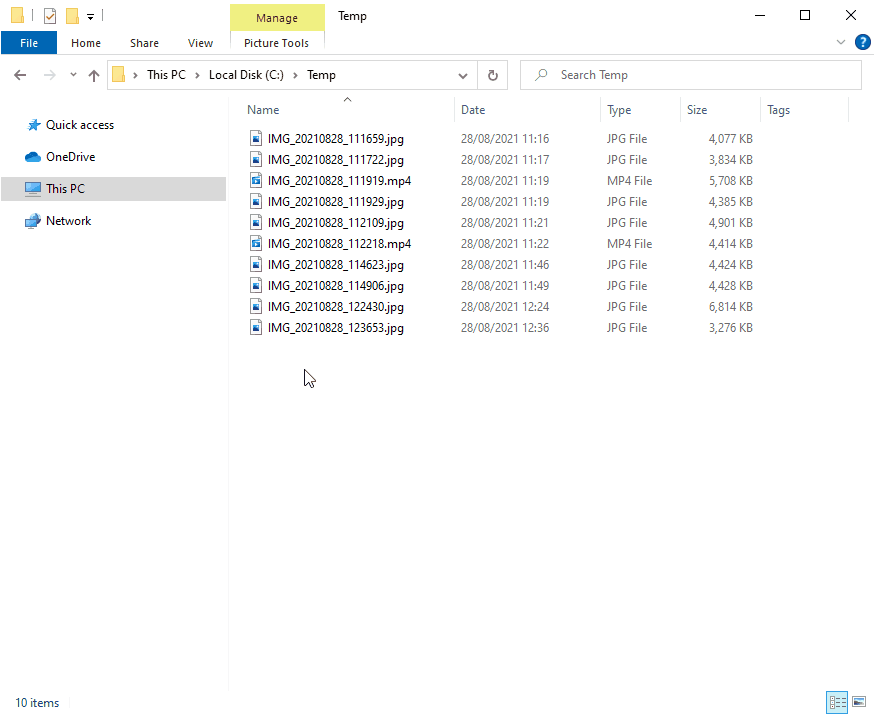 Manage
Temp
File
Home
Share
View
Picture Tools
?
This PC
Local Disk (C:)
Temp
Search Temp
Name
Date
Type
Size
Tags
Quick access
OneDrive
This PC
Network
IMG_20210828_111659.jpg 28/08/2021 11:16 JPG File 4,077 KB
IMG_20210828_111722.jpg 28/08/2021 11:17 JPG File 3,834 KB
IMG_20210828_111919.mp4 28/08/2021 11:19 MP4 File 5,708 KB
IMG_20210828_111929.jpg 28/08/2021 11:19 JPG File 4,385 KB
IMG_20210828_112109.jpg 28/08/2021 11:21 JPG File 4,901 KB
IMG_20210828_112218.mp4 28/08/2021 11:22 MP4 File 4,414 KB
IMG_20210828_114623.jpg 28/08/2021 11:46 JPG File 4,424 KB
IMG_20210828_114906.jpg 28/08/2021 11:49 JPG File 4,428 KB
IMG_20210828_122430.jpg 28/08/2021 12:24 JPG File 6,814 KB
IMG_20210828_123653.jpg 28/08/2021 12:36 JPG File 3,276 KB
10 items